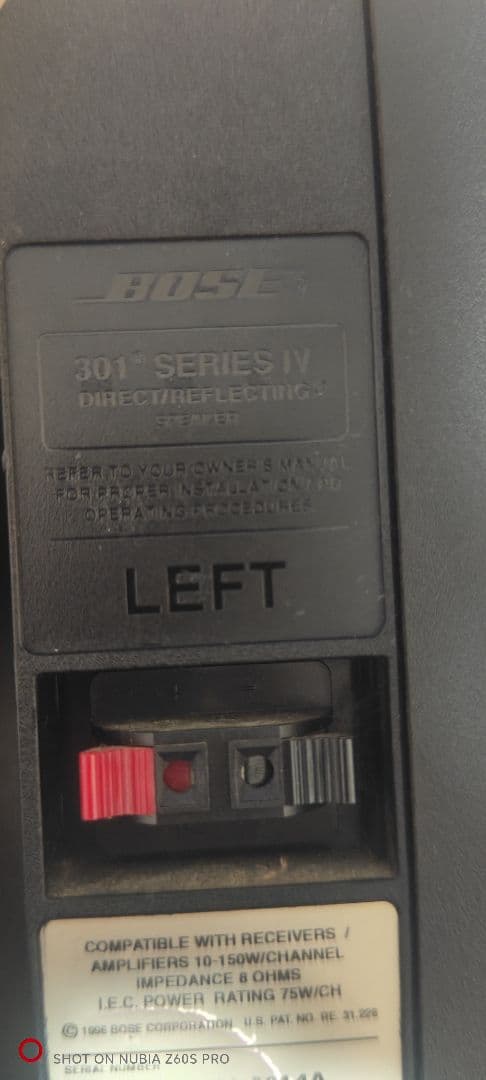 BOSE
301® SERIES IV
DIRECT/REFLECTING®
SPEAKER
REFER TO YOUR OWNER'S MANUAL
FOR PROPER INSTALLATION AND
OPERATING PROCEDURES
LEFT
COMPATIBLE WITH RECEIVERS /
AMPLIFIERS 10-150W/CHANNEL
IMPEDANCE 8 OHMS
I.E.C. POWER RATING 75W/CH
© 1996 BOSE CORPORATION U.S. PAT. NO. RE. 31,228
SERIAL NUMBER
SHOT ON NUBIA Z60S PRO